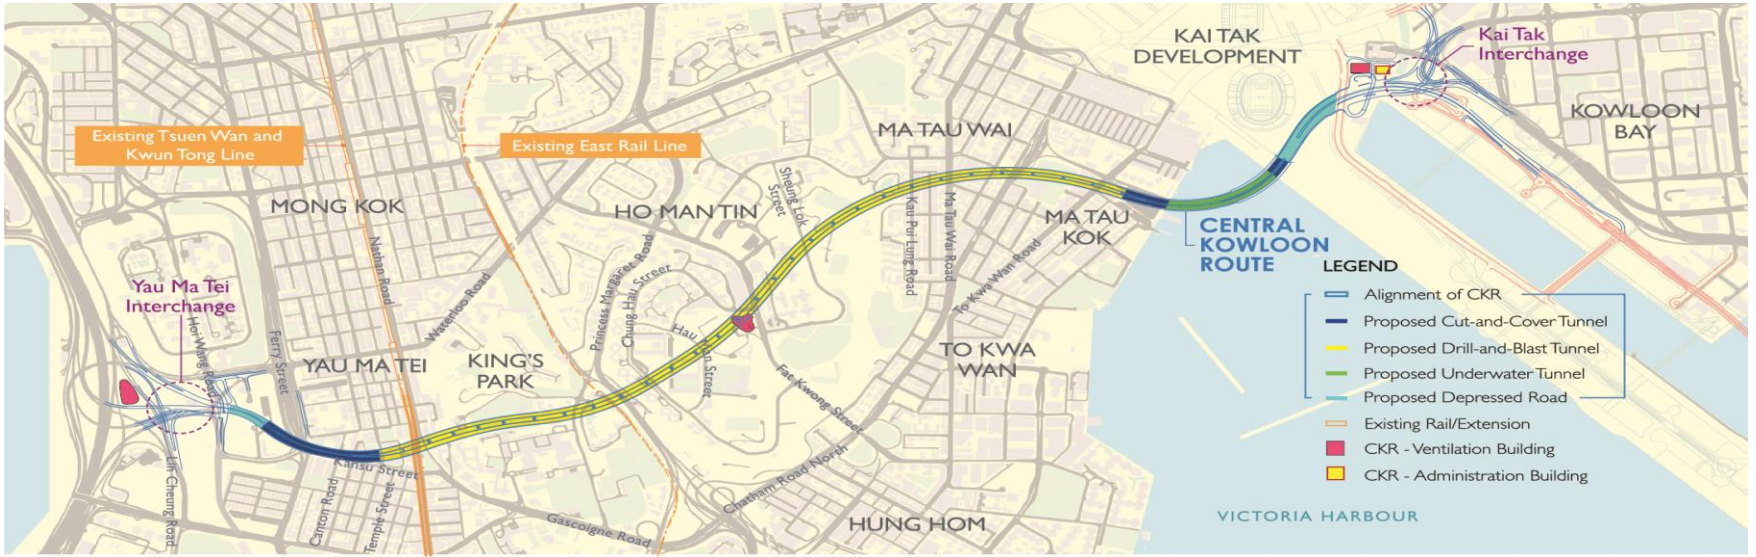 KAI TAK
DEVELOPMENT
Kai Tak
Interchange
KOWLOON
BAY
Existing Tsuen Wan and
Kwun Tong Line
Existing East Rail Line
MA TAU WAI
MONG KOK
HO MAN TIN
Sheung Lok
Street
Kau Pui Lung Road
Ma Tau Wai Road
MA TAU
KOK
CENTRAL
KOWLOON
ROUTE
Yau Ma Tei
Interchange
Hoi Wang Road
Ferry Street
Nathan Road
Waterloo Road
Princess Margaret Road
Chung Hau Street
Hau Man Street
To Kwa Wan Road
YAU MA TEI
KING'S
PARK
TO KWA
WAN
Fat Kwong Street
Kansu Street
Lin Cheung Road
Canton Road
Temple Street
Gascoigne Road
Chatham Road North
HUNG HOM
VICTORIA HARBOUR
LEGEND
Alignment of CKR
Proposed Cut-and-Cover Tunnel
Proposed Drill-and-Blast Tunnel
Proposed Underwater Tunnel
Proposed Depressed Road
Existing Rail/Extension
CKR - Ventilation Building
CKR - Administration Building